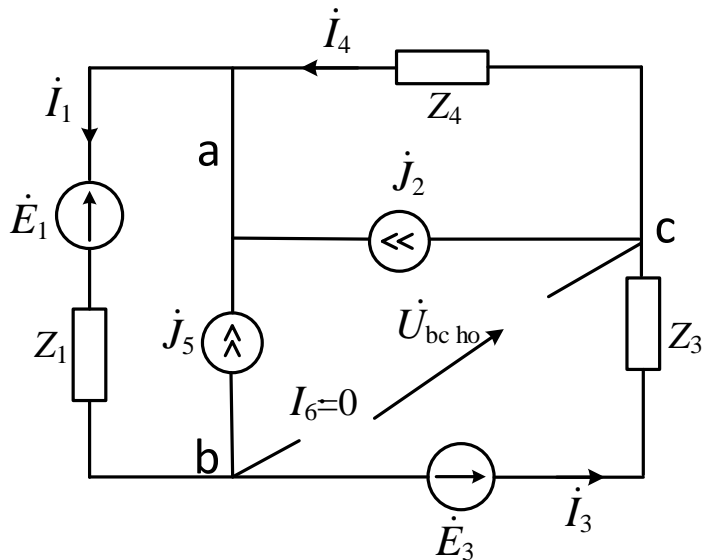 İ₄
İ₁
Z₄
a
J̇₂
Ė₁
c
J̇₅
U̇bc ho
Z₁
Z₃
I₆=0
b
Ė₃
İ₃